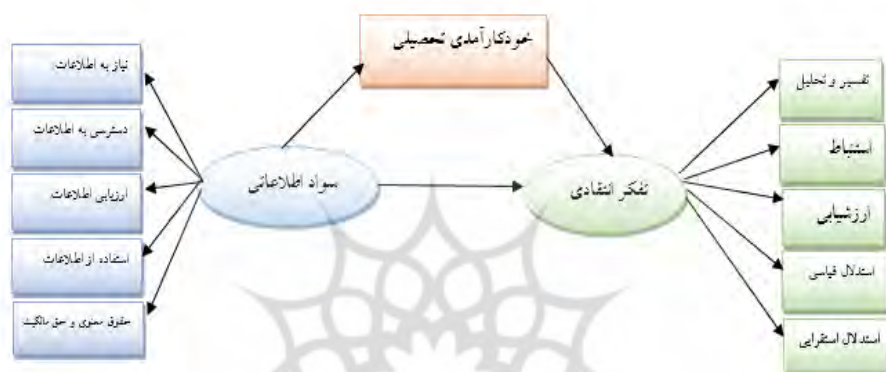 خودکارآمدی تحصیلی
تفسیر و تحلیل
استنباط
ارزشیابی
استدلال قیاسی
استدلال استقرایی
تفکر انتقادی
سواد اطلاعاتی
نیاز به اطلاعات
دسترسی به اطلاعات
ارزیابی اطلاعات
استفاده از اطلاعات
حقوق معنوی و حق مالکیت